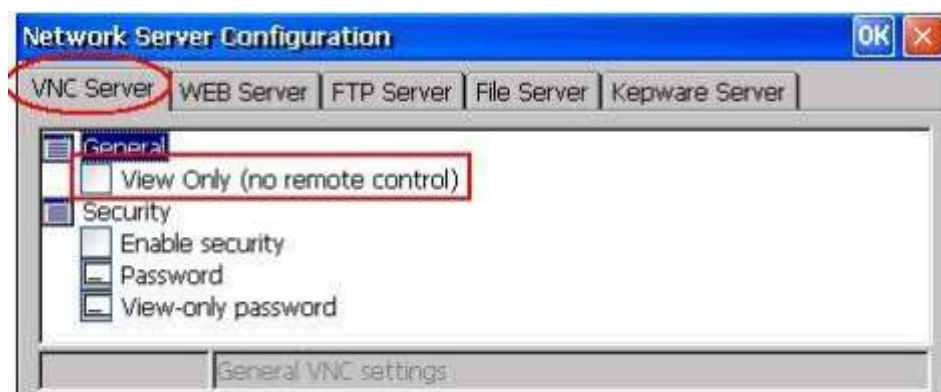 Network Server Configuration OK
VNC Server WEB Server FTP Server File Server Kepware Server
General
View Only (no remote control)
Security
Enable security
Password
View-only password
General VNC settings